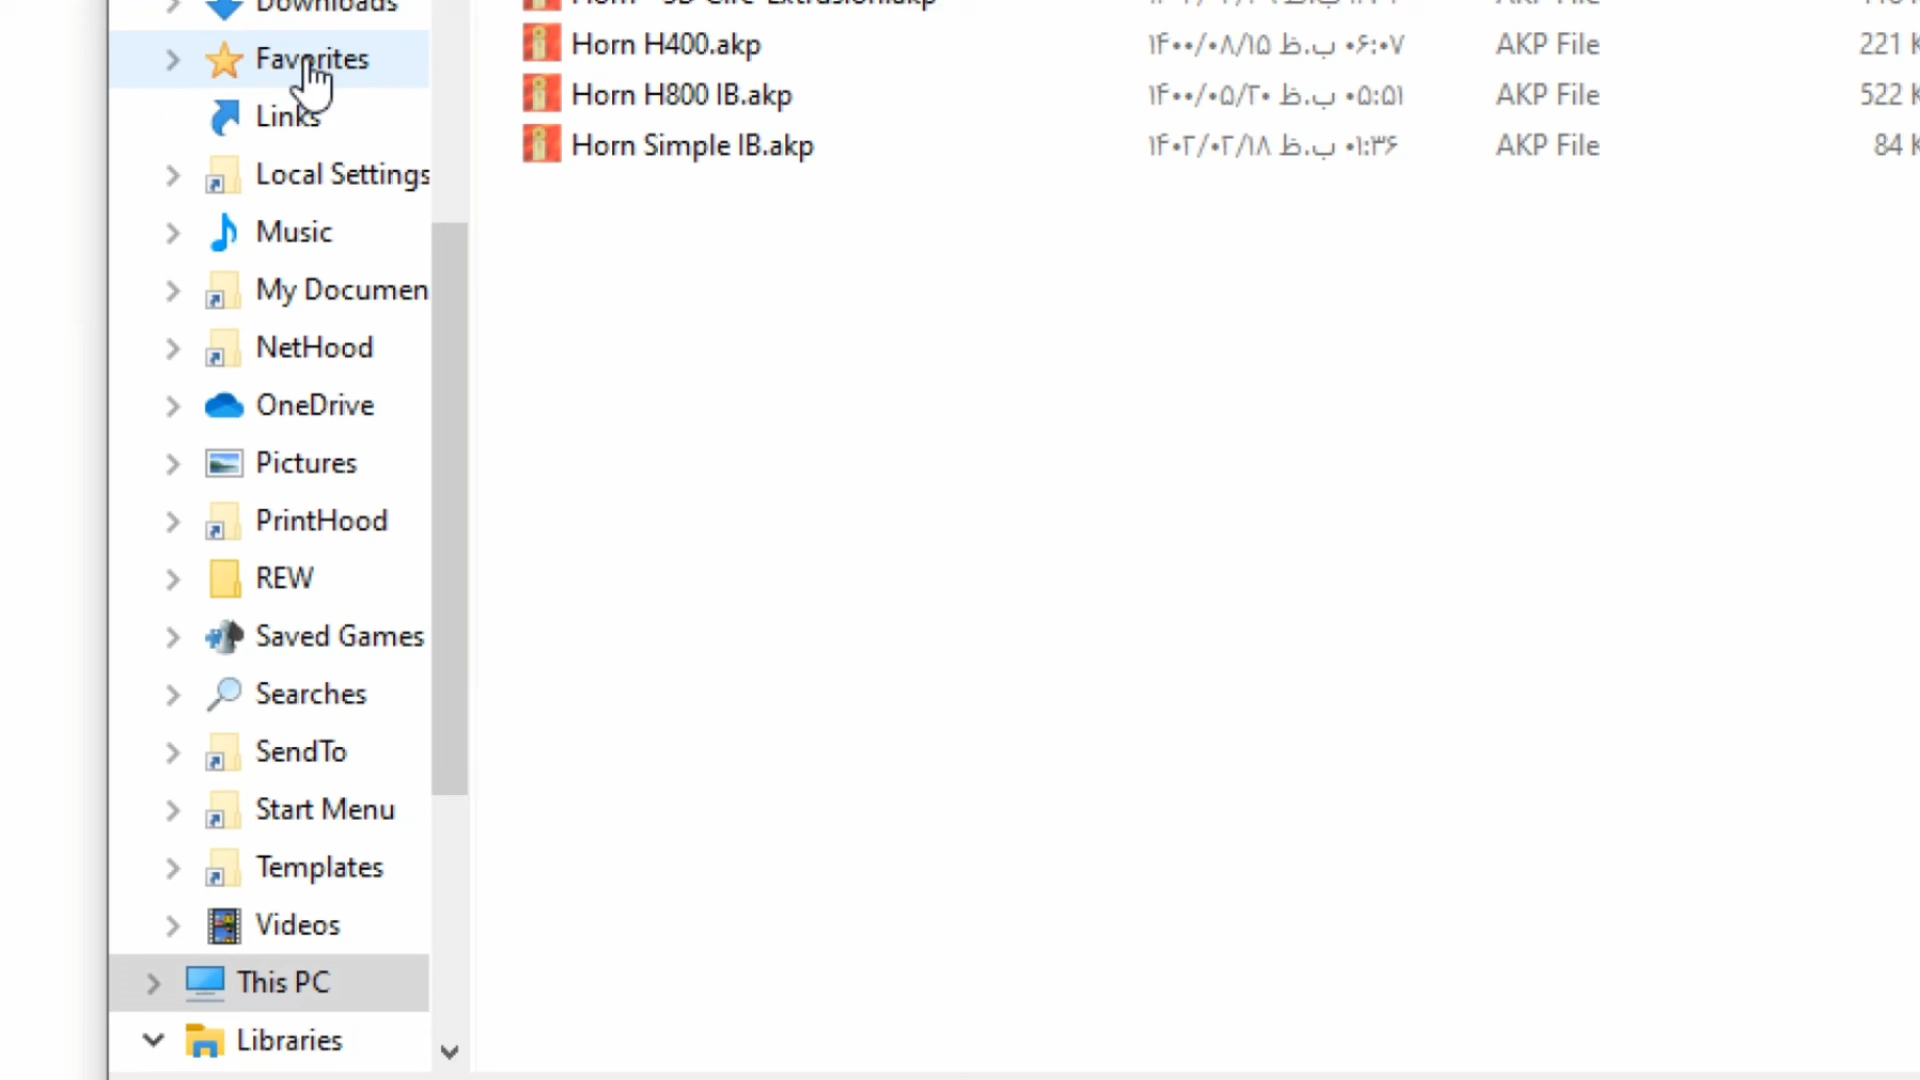 Downloads
Favorites
Links
Local Settings
Music
My Documen
NetHood
OneDrive
Pictures
PrintHood
REW
Saved Games
Searches
SendTo
Start Menu
Templates
Videos
This PC
Libraries
Horn H400.akp ۱۴۰۰/۰۸/۱۵ ب.ظ ۰۶:۰۷ AKP File 221 K
Horn H800 IB.akp ۱۴۰۰/۰۵/۲۰ ب.ظ ۰۵:۵۱ AKP File 522 K
Horn Simple IB.akp ۱۴۰۲/۰۲/۱۸ ب.ظ ۰۱:۳۶ AKP File 84 K